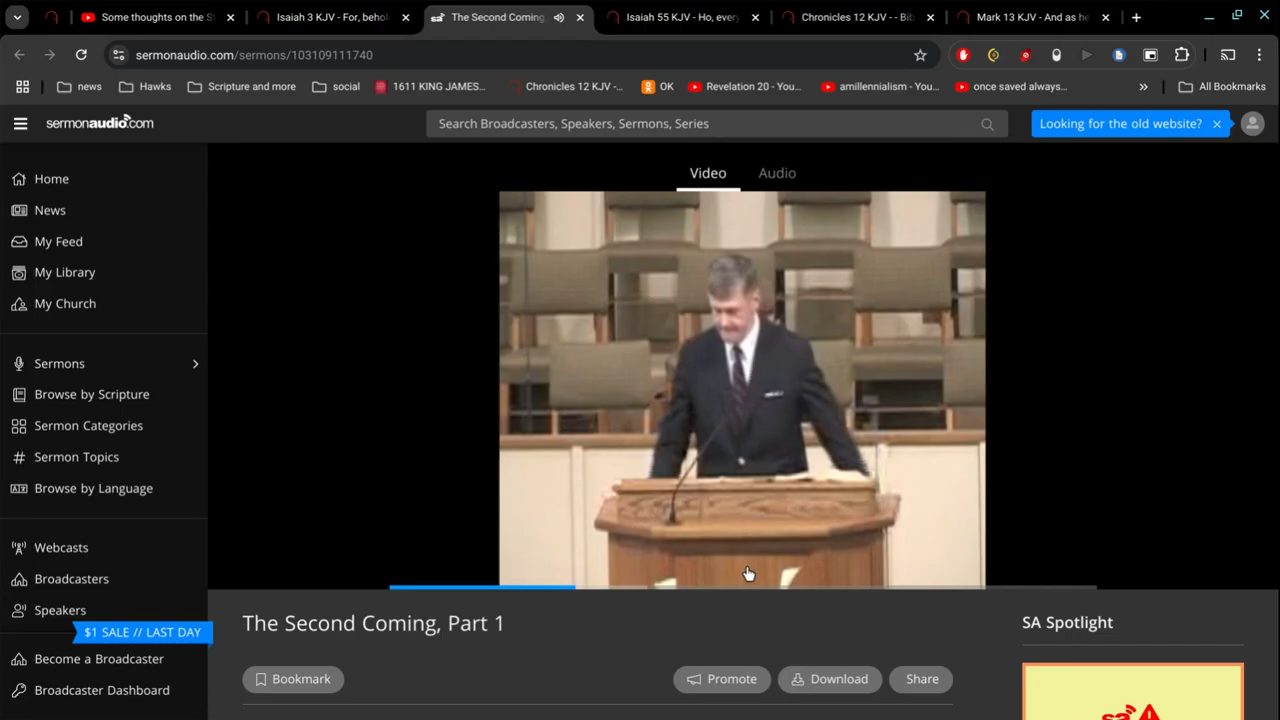 Some thoughts on the S
Isaiah 3 KJV - For, behol
The Second Coming,
Isaiah 55 KJV - Ho, every
Chronicles 12 KJV - - Bib
Mark 13 KJV - And as he
sermonaudio.com/sermons/103109111740
news
Hawks
Scripture and more
social
1611 KING JAMES...
Chronicles 12 KJV -...
OK
Revelation 20 - You...
amillennialism - You...
once saved always...
»
All Bookmarks
sermonaudio.com
Search Broadcasters, Speakers, Sermons, Series
Looking for the old website? ×
Home
News
My Feed
My Library
My Church
Sermons
Browse by Scripture
Sermon Categories
Sermon Topics
Browse by Language
Webcasts
Broadcasters
Speakers
$1 SALE // LAST DAY
Become a Broadcaster
Broadcaster Dashboard
Video
Audio
The Second Coming, Part 1
Bookmark
Promote
Download
Share
SA Spotlight
sa